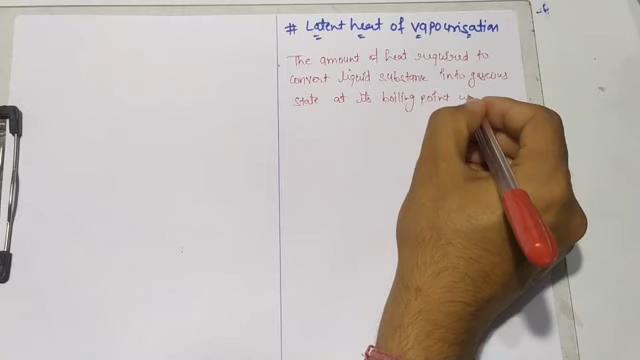 # Latent heat of vapourisation
The amount of heat required to
convert liquid substance into gaseous
state at its boiling point